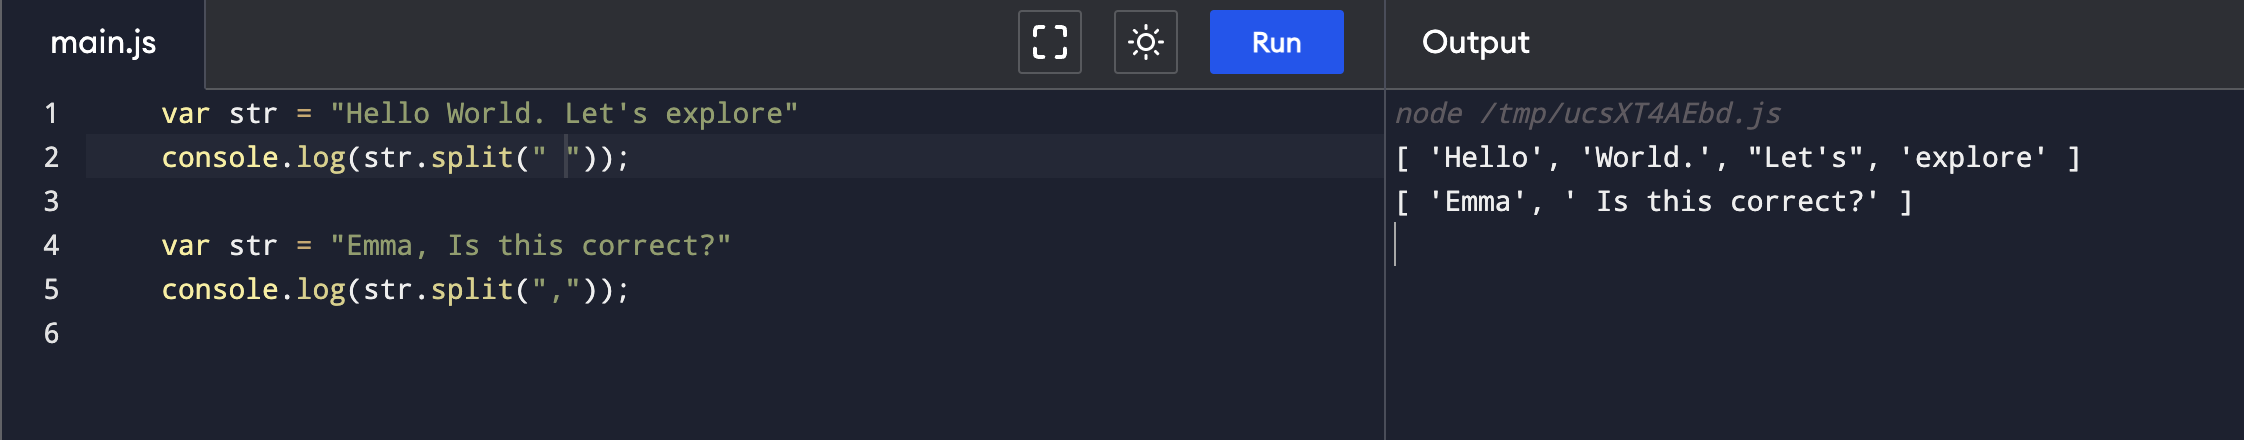 main.js
Run
Output
1 var str = "Hello World. Let's explore"
2 console.log(str.split(" "));
3
4 var str = "Emma, Is this correct?"
5 console.log(str.split(","));
6
node /tmp/ucsXT4AEbd.js
[ 'Hello', 'World.', "Let's", 'explore' ]
[ 'Emma', ' Is this correct?' ]